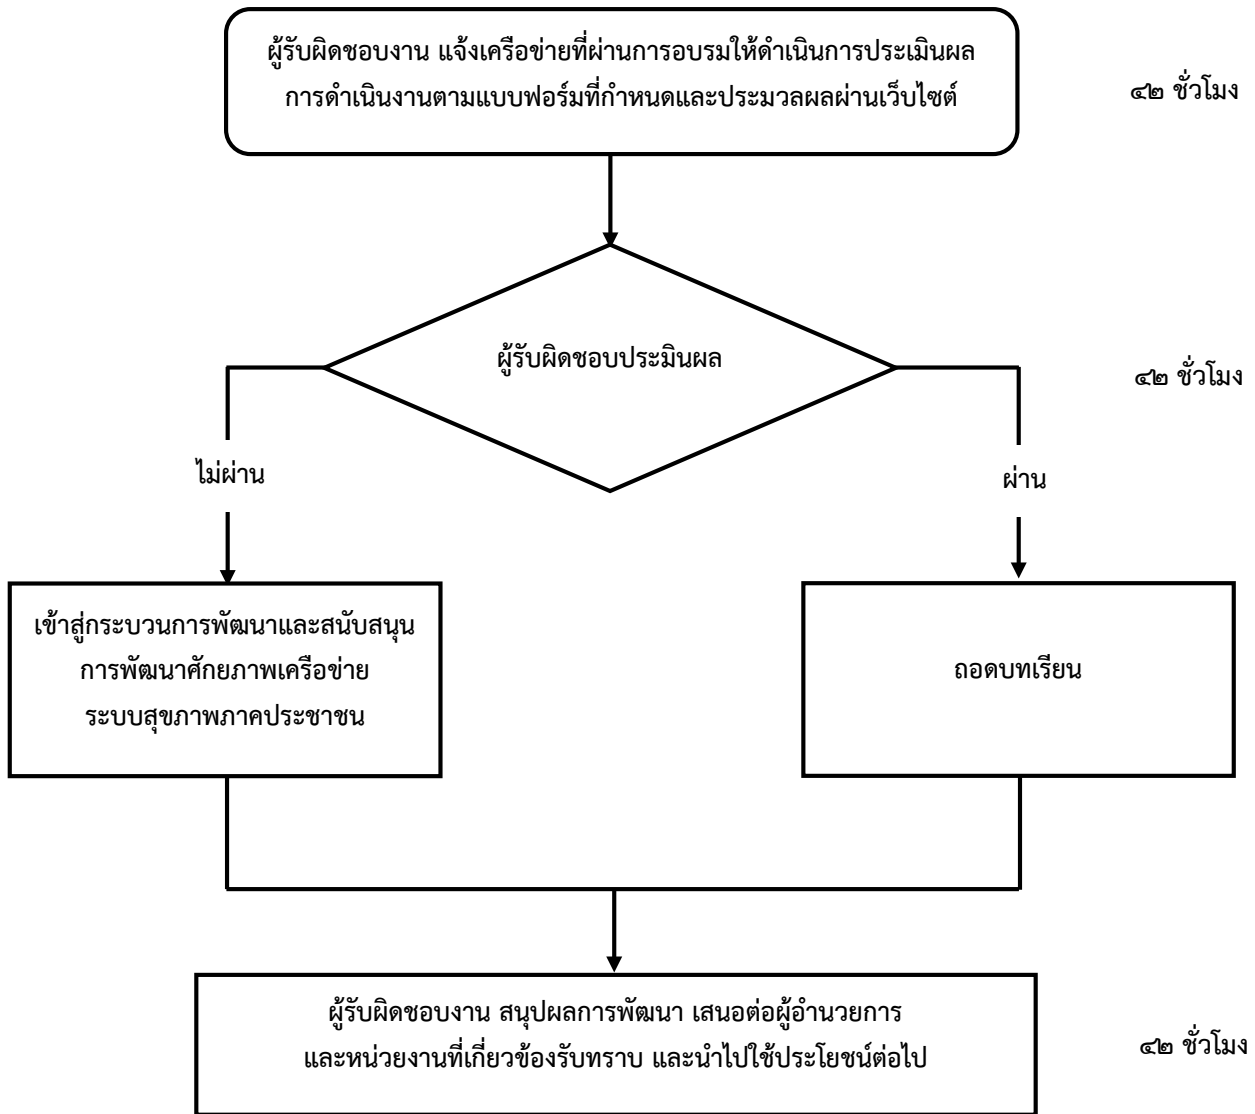 ผู้รับผิดชอบงาน แจ้งเครือข่ายที่ผ่านการอบรมให้ดำเนินการประเมินผล
การดำเนินงานตามแบบฟอร์มที่กำหนดและประมวลผลผ่านเว็บไซต์
๔๒ ชั่วโมง
ผู้รับผิดชอบประมินผล
๔๒ ชั่วโมง
ไม่ผ่าน
ผ่าน
เข้าสู่กระบวนการพัฒนาและสนับสนุน
การพัฒนาศักยภาพเครือข่าย
ระบบสุขภาพภาคประชาชน
ถอดบทเรียน
ผู้รับผิดชอบงาน สนุปผลการพัฒนา เสนอต่อผู้อำนวยการ
และหน่วยงานที่เกี่ยวข้องรับทราบ และนำไปใช้ประโยชน์ต่อไป
๔๒ ชั่วโมง